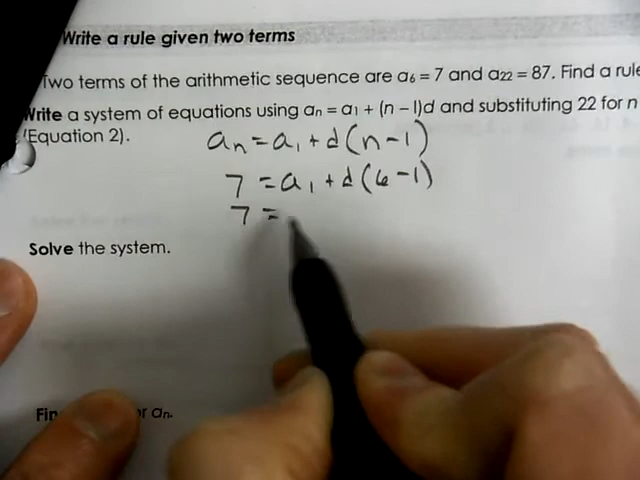 Write a rule given two terms
Two terms of the arithmetic sequence are a6 = 7 and a22 = 87. Find a rule
Write a system of equations using an = a1 + (n – 1)d and substituting 22 for n
(Equation 2).
an = a1 + d(n-1)
7 = a1 + d(6-1)
7 =
Solve the system.
or an.